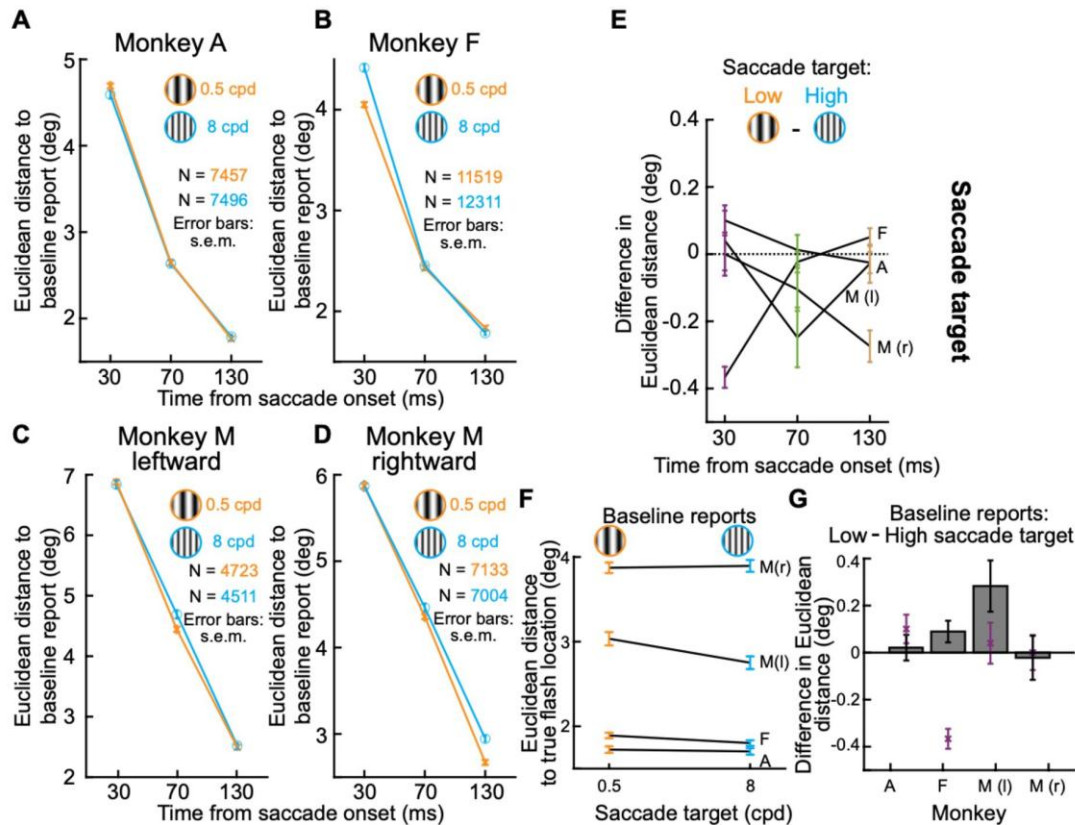 A
Monkey A
Euclidean distance to
baseline report (deg)
5
4
3
2
0.5 cpd
8 cpd
N = 7457
N = 7496
Error bars:
s.e.m.
30
70
130
B
Monkey F
Euclidean distance to
baseline report (deg)
4
3
2
0.5 cpd
8 cpd
N = 11519
N = 12311
Error bars:
s.e.m.
30
70
130
Time from saccade onset (ms)
C
Monkey M
leftward
Euclidean distance to
baseline report (deg)
7
6
5
4
3
2
0.5 cpd
8 cpd
N = 4723
N = 4511
Error bars:
s.e.m.
30
70
130
D
Monkey M
rightward
Euclidean distance to
baseline report (deg)
6
5
4
3
0.5 cpd
8 cpd
N = 7133
N = 7004
Error bars:
s.e.m.
30
70
130
Time from saccade onset (ms)
E
Saccade target:
Low
High
-
Difference in
Euclidean distance (deg)
0.4
0.2
0
-0.2
-0.4
F
A
M (l)
M (r)
30
70
130
Time from saccade onset (ms)
Saccade target
F
Baseline reports
Euclidean distance
to true flash location (deg)
4
3
2
M(r)
M(l)
F
A
0.5
8
Saccade target (cpd)
G
Baseline reports:
Low - High saccade target
Difference in Euclidean
distance (deg)
0.4
0.2
0
-0.2
-0.4
A
F
M (l)
M (r)
Monkey